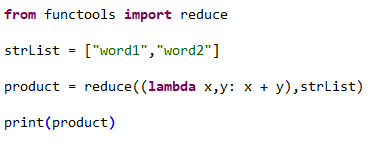 from functools import reduce
strList = ["word1","word2"]
product = reduce((lambda x,y: x + y),strList)
print(product)